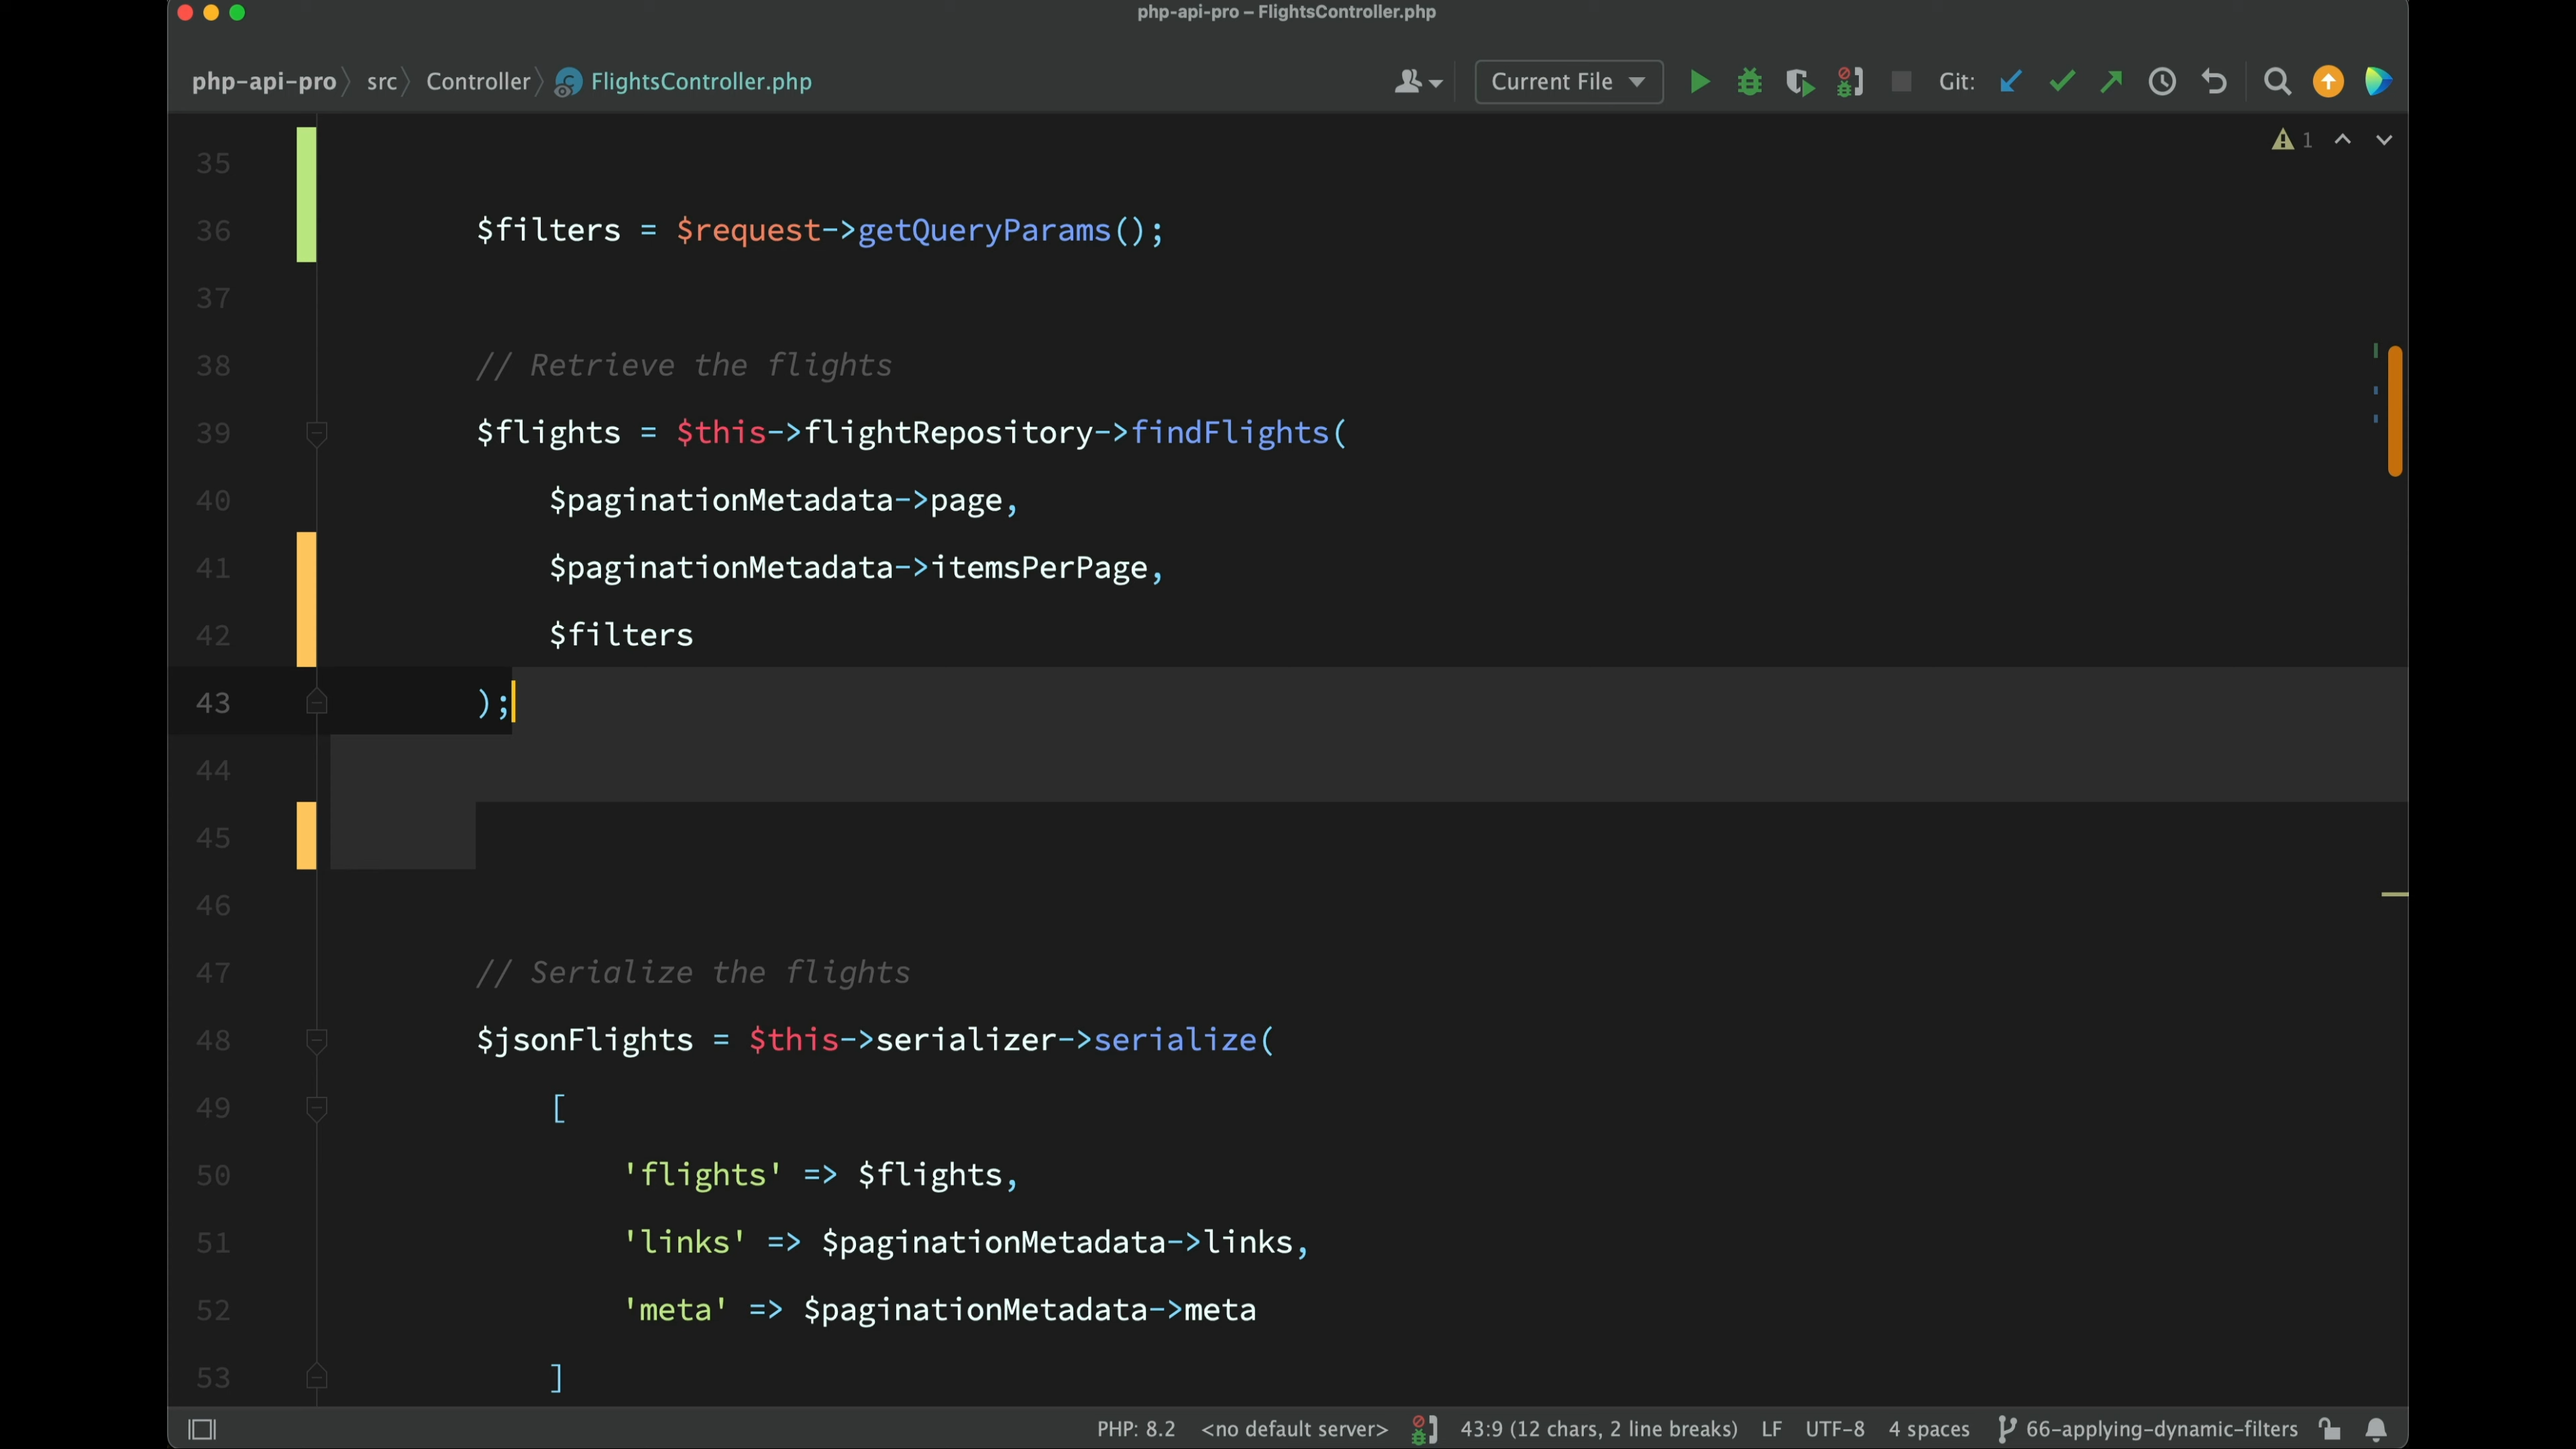 php-api-pro – FlightsController.php
php-api-pro src Controller FlightsController.php Current File Git:
1
35
36 $filters = $request->getQueryParams();
37
38 // Retrieve the flights
39 $flights = $this->flightRepository->findFlights(
40 $paginationMetadata->page,
41 $paginationMetadata->itemsPerPage,
42 $filters
43 );
44
45
46
47 // Serialize the flights
48 $jsonFlights = $this->serializer->serialize(
49 [
50 'flights' => $flights,
51 'links' => $paginationMetadata->links,
52 'meta' => $paginationMetadata->meta
53 ]
PHP: 8.2 <no default server> 43:9 (12 chars, 2 line breaks) LF UTF-8 4 spaces 66-applying-dynamic-filters